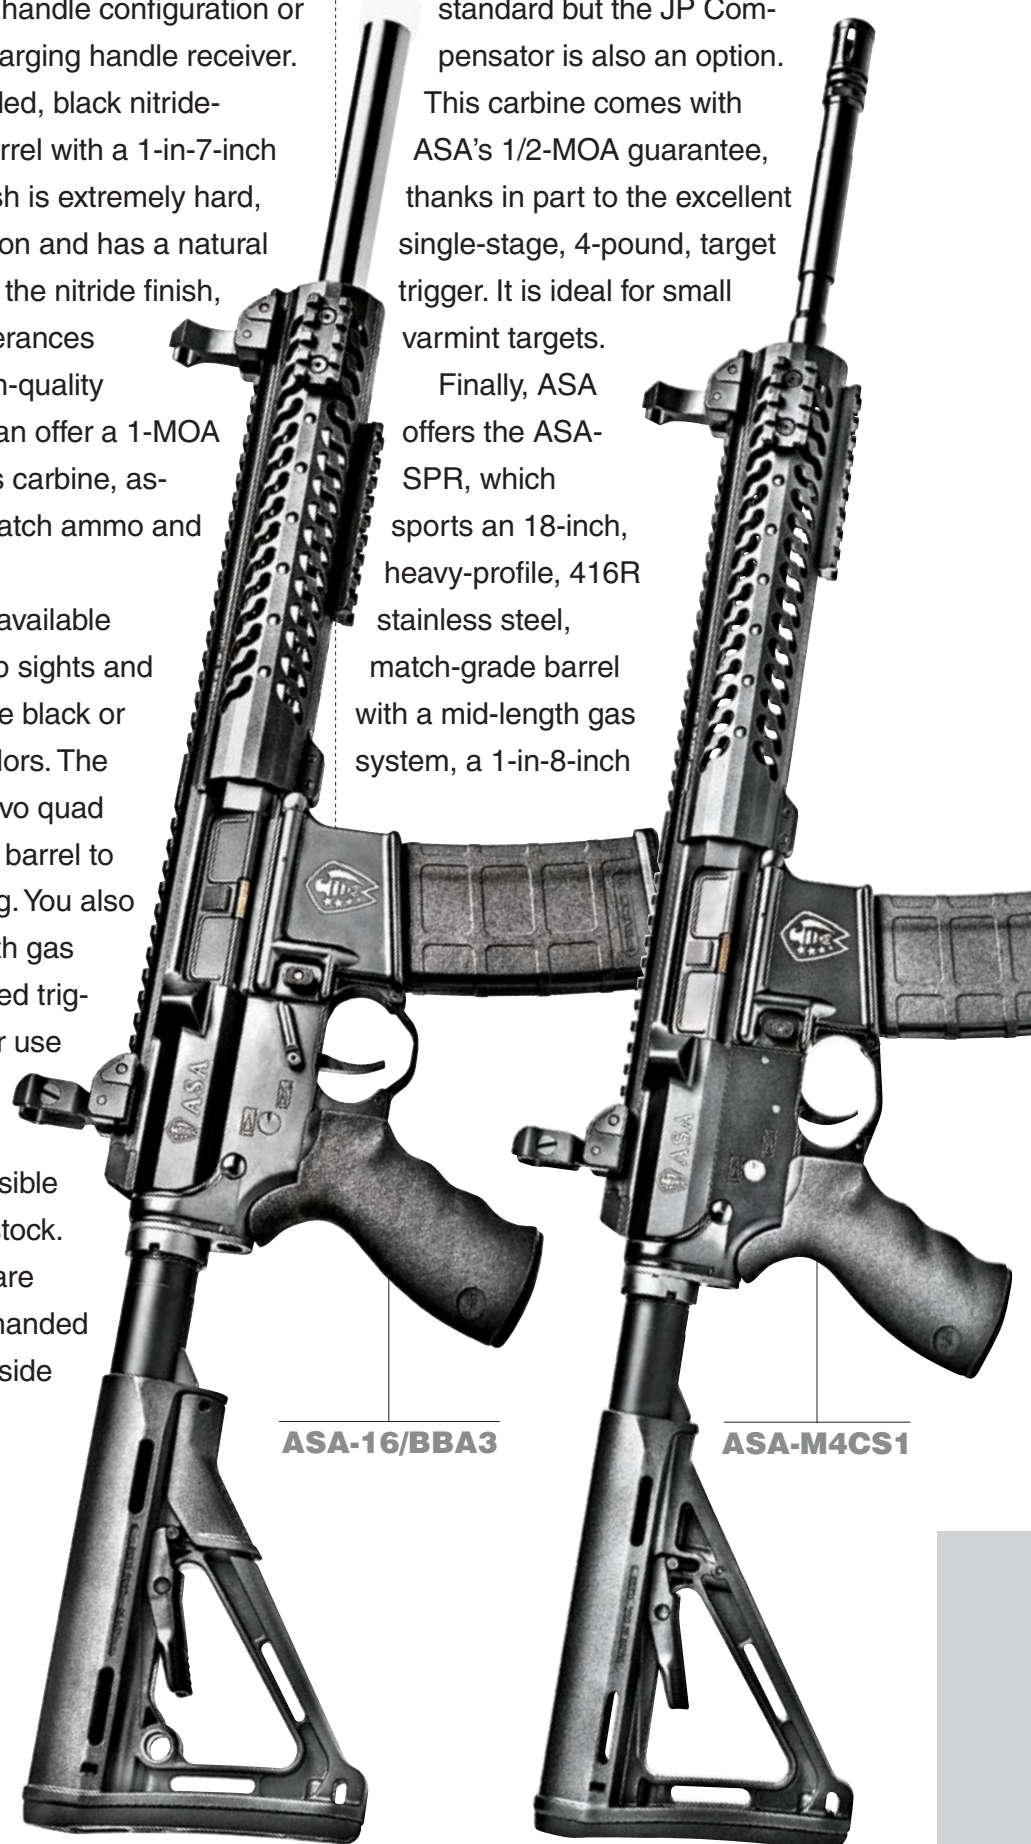 handle configuration or
arging handle receiver.
led, black nitride-
rrel with a 1-in-7-inch
sh is extremely hard,
on and has a natural
the nitride finish,
erances
h-quality
an offer a 1-MOA
s carbine, as-
atch ammo and
available
p sights and
e black or
lors. The
vo quad
barrel to
g. You also
th gas
ed trig-
r use
sible
tock.
are
handed
side
standard but the JP Com-
pensator is also an option.
This carbine comes with
ASA’s 1/2-MOA guarantee,
thanks in part to the excellent
single-stage, 4-pound, target
trigger. It is ideal for small
varmint targets.
Finally, ASA
offers the ASA-
SPR, which
sports an 18-inch,
heavy-profile, 416R
stainless steel,
match-grade barrel
with a mid-length gas
system, a 1-in-8-inch
ASA
ASA
ASA-16/BBA3
ASA-M4CS1